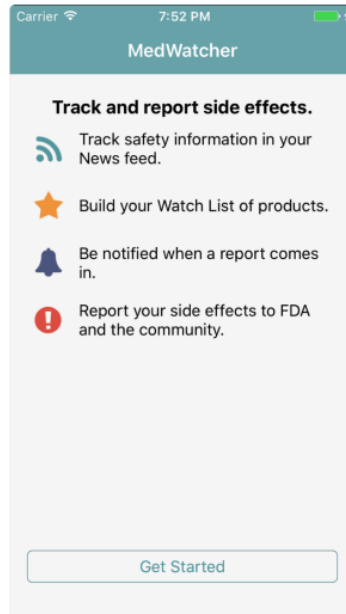 Carrier 7:52 PM
MedWatcher
Track and report side effects.
Track safety information in your
News feed.
Build your Watch List of products.
Be notified when a report comes
in.
Report your side effects to FDA
and the community.
Get Started